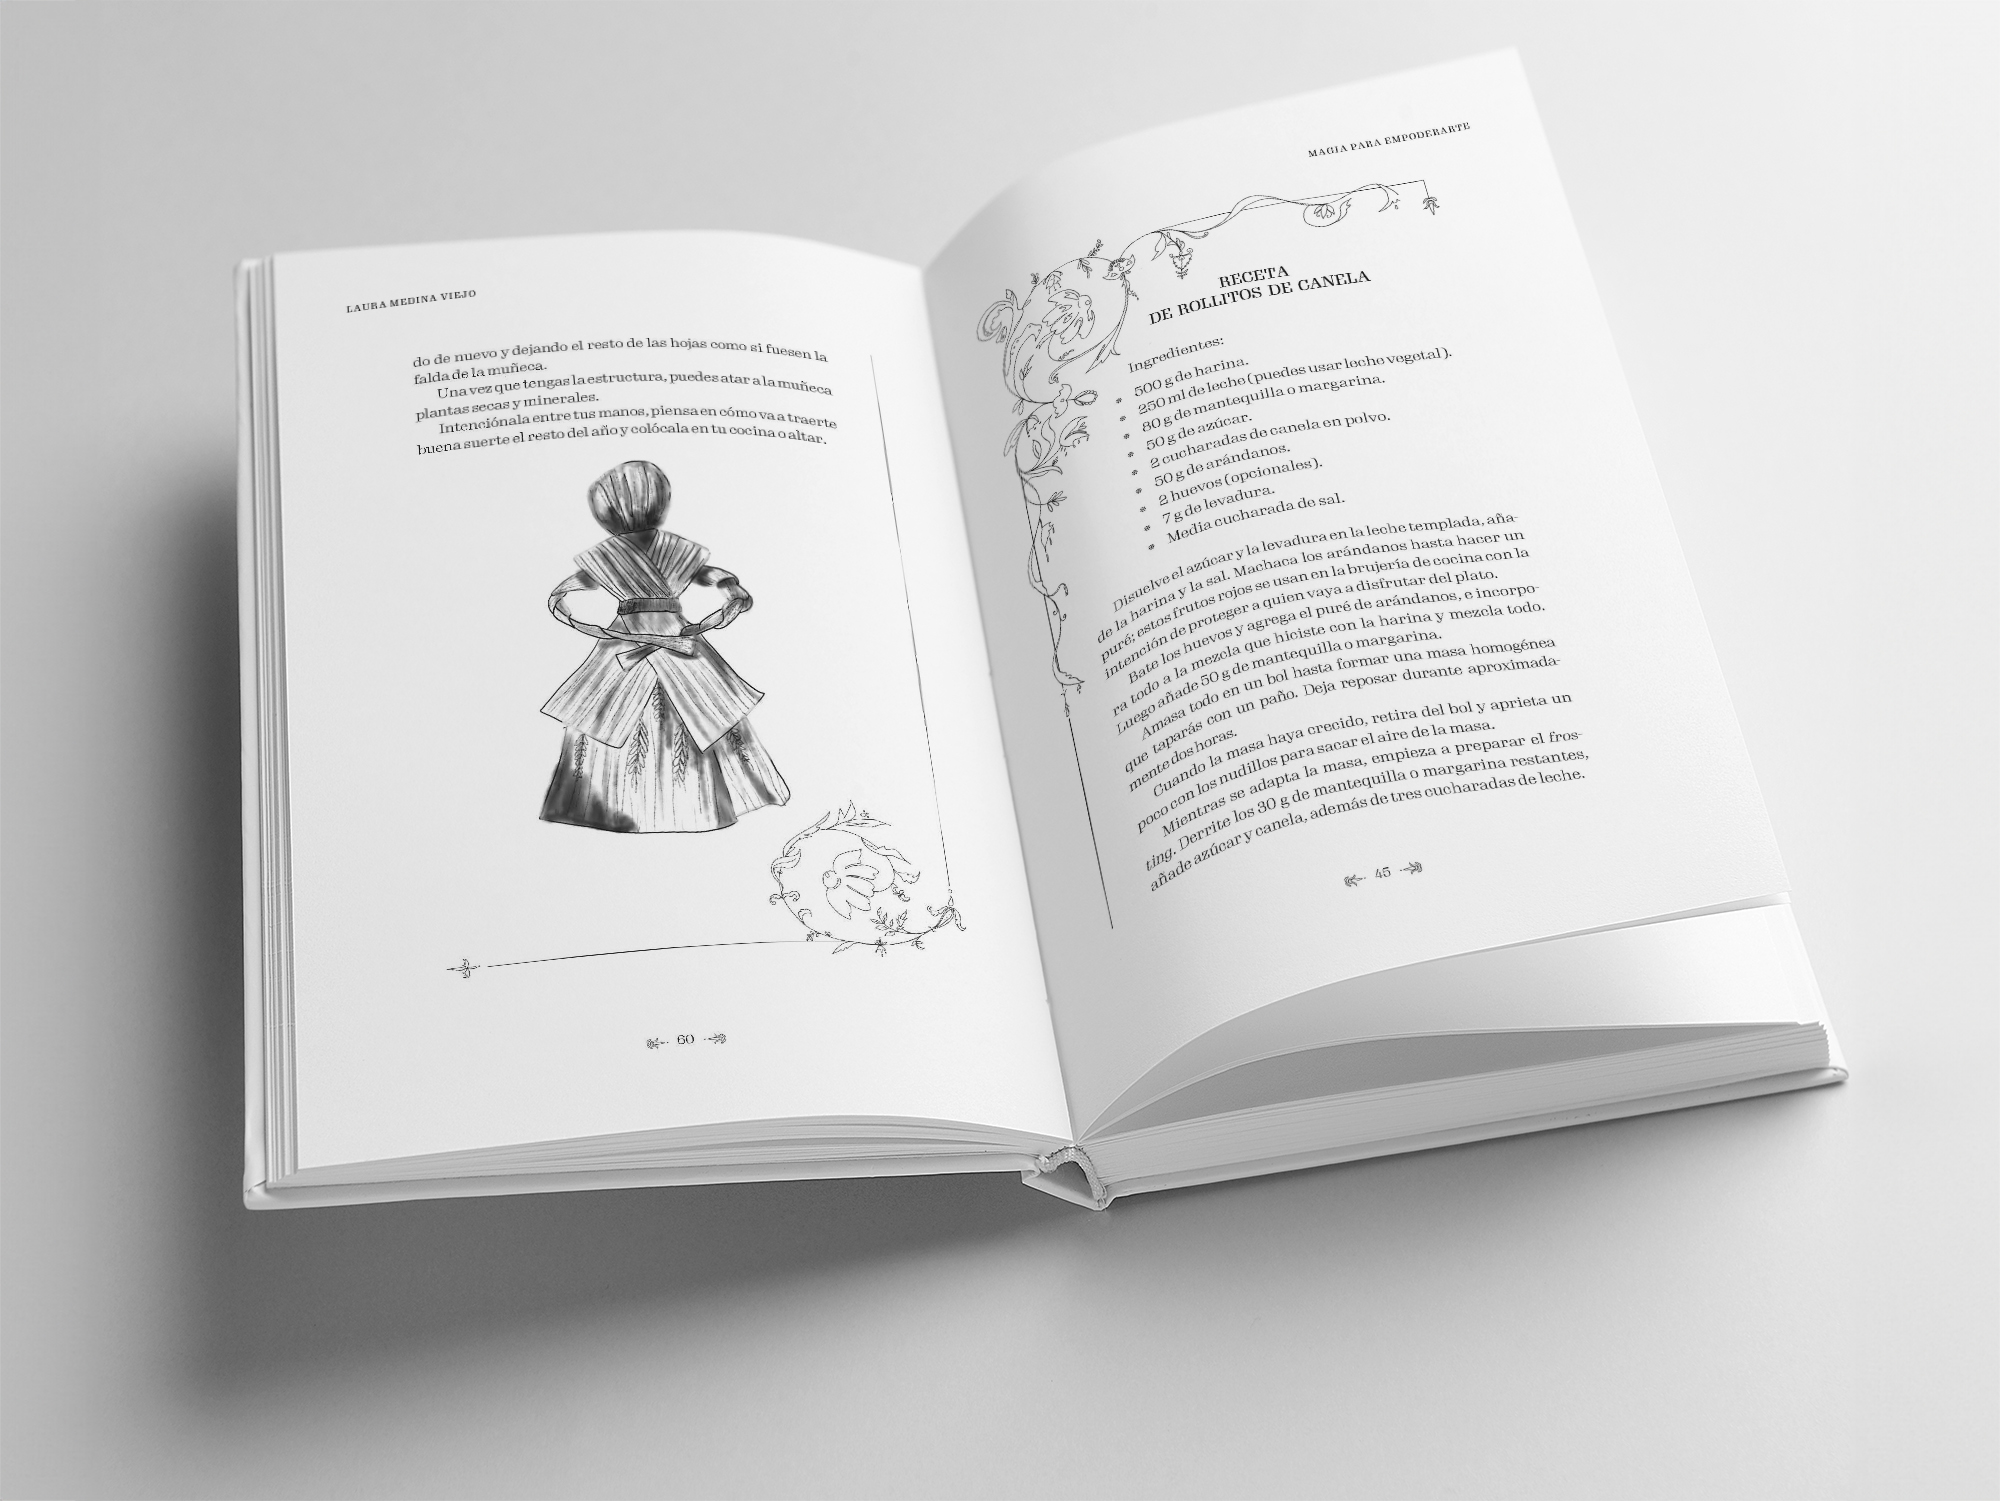 LAURA MEDINA VIEJO
do de nuevo y dejando el resto de las hojas como si fuesen la
falda de la muñeca.
Una vez que tengas la estructura, puedes atar a la muñeca
plantas secas y minerales.
Intenciónala entre tus manos, piensa en cómo va a traerte
buena suerte el resto del año y colócala en tu cocina o altar.
60
MAGIA PARA EMPODERARTE
RECETA
DE ROLLITOS DE CANELA
Ingredientes:
* 500 g de harina.
* 250 ml de leche (puedes usar leche vegetal).
* 80 g de mantequilla o margarina.
* 50 g de azúcar.
* 2 cucharadas de canela en polvo.
* 50 g de arándanos.
* 2 huevos (opcionales).
* 7 g de levadura.
* Media cucharada de sal.
Disuelve el azúcar y la levadura en la leche templada, aña-
de la harina y la sal. Machaca los arándanos hasta hacer un
puré; estos frutos rojos se usan en la brujería de cocina con la
intención de proteger a quien vaya a disfrutar del plato.
Bate los huevos y agrega el puré de arándanos, e incorpo-
ra todo a la mezcla que hiciste con la harina y mezcla todo.
Luego añade 50 g de mantequilla o margarina.
Amasa todo en un bol hasta formar una masa homogénea
que taparás con un paño. Deja reposar durante aproximada-
mente dos horas.
Cuando la masa haya crecido, retira del bol y aprieta un
poco con los nudillos para sacar el aire de la masa.
Mientras se adapta la masa, empieza a preparar el fros-
ting. Derrite los 30 g de mantequilla o margarina restantes,
añade azúcar y canela, además de tres cucharadas de leche.
45